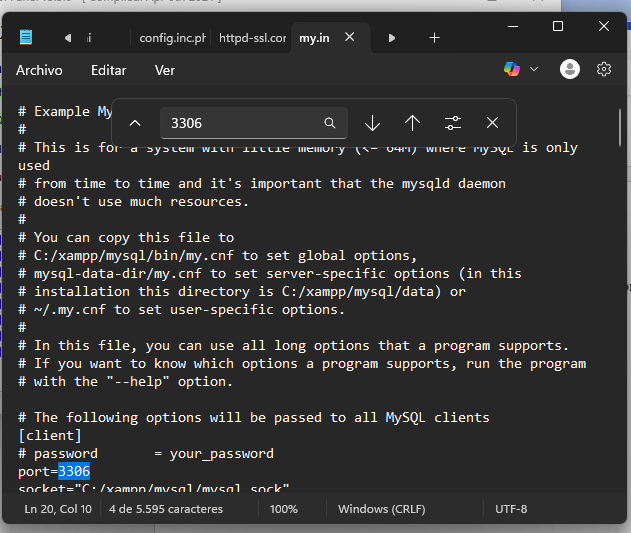 config.inc.ph
httpd-ssl.cor
my.in
Archivo
Editar
Ver
# Example My
3306
#
# This is for a system with little memory (<= 64M) where MySQL is only
used
# from time to time and it's important that the mysqld daemon
# doesn't use much resources.
#
# You can copy this file to
# C:/xampp/mysql/bin/my.cnf to set global options,
# mysql-data-dir/my.cnf to set server-specific options (in this
# installation this directory is C:/xampp/mysql/data) or
# ~/.my.cnf to set user-specific options.
#
# In this file, you can use all long options that a program supports.
# If you want to know which options a program supports, run the program
# with the "--help" option.
# The following options will be passed to all MySQL clients
[client]
# password       = your_password
port=3306
socket="C:/xampp/mysql/mysql.sock"
Ln 20, Col 10
4 de 5.595 caracteres
100%
Windows (CRLF)
UTF-8